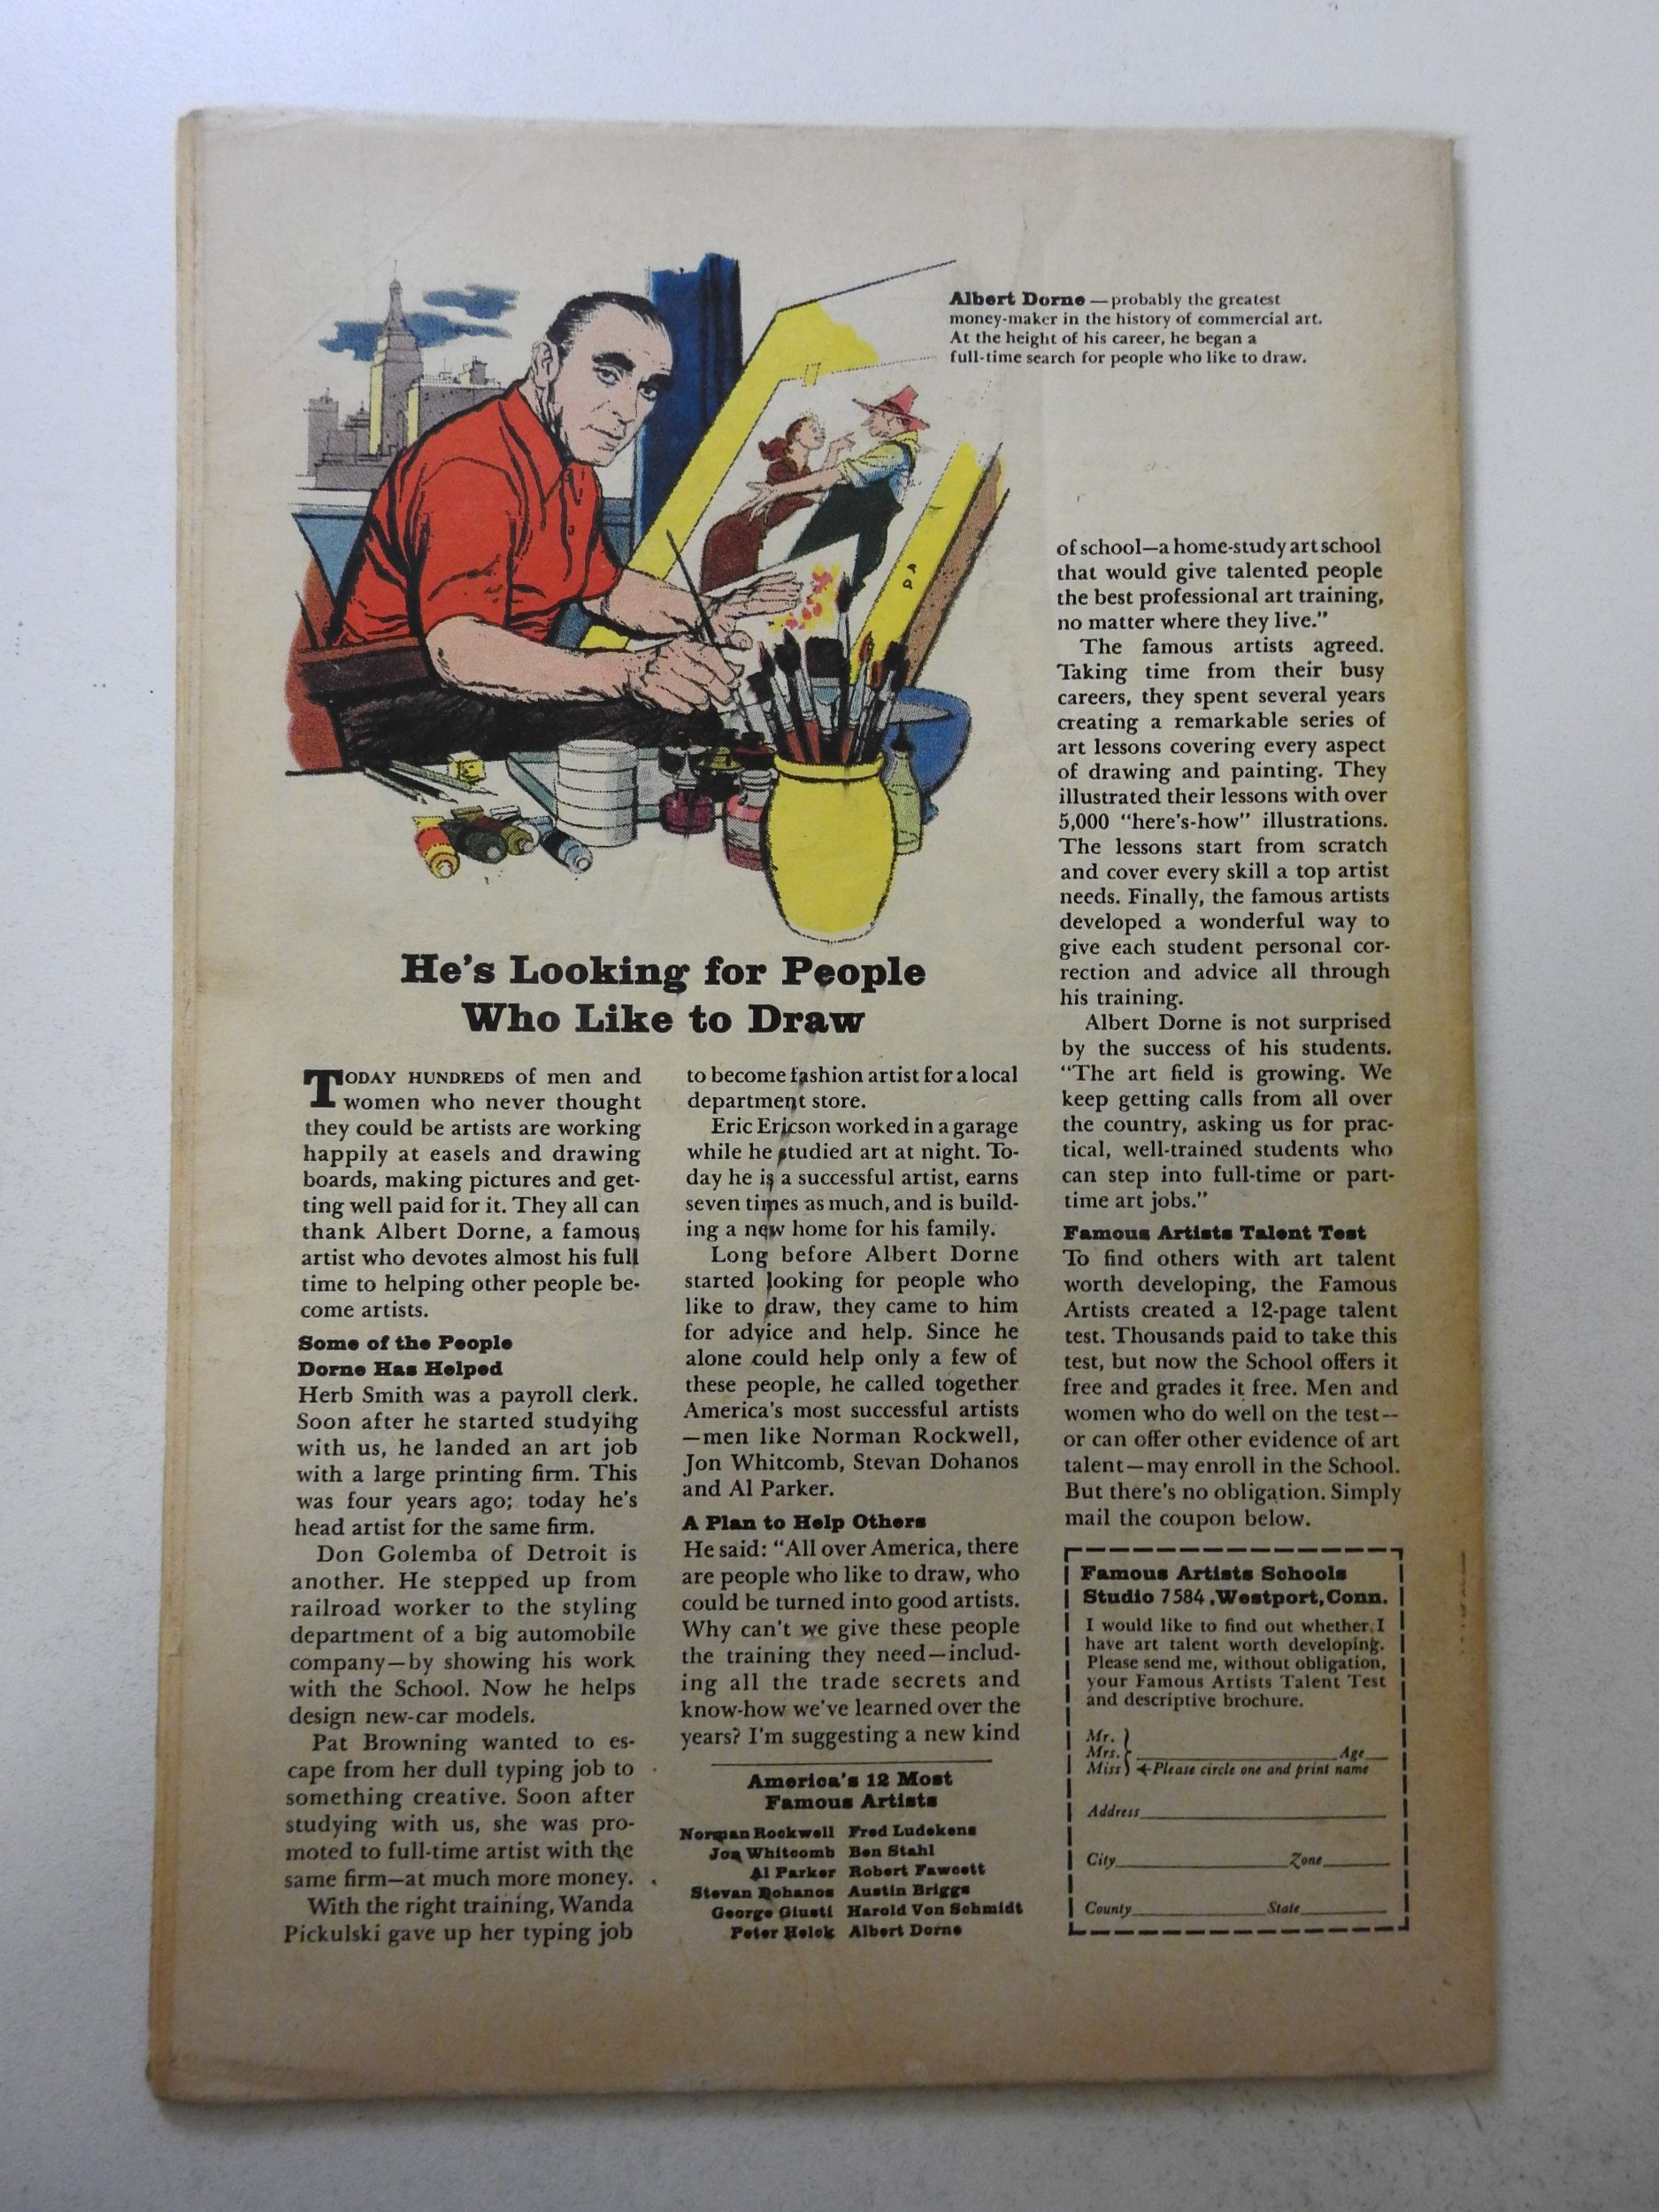 Albert Dorne — probably the greatest
money-maker in the history of commercial art.
At the height of his career, he began a
full-time search for people who like to draw.
He's Looking for People
Who Like to Draw
TODAY HUNDREDS of men and
women who never thought
they could be artists are working
happily at easels and drawing
boards, making pictures and get-
ting well paid for it. They all can
thank Albert Dorne, a famous
artist who devotes almost his full
time to helping other people be-
come artists.
Some of the People
Dorne Has Helped
Herb Smith was a payroll clerk.
Soon after he started studying
with us, he landed an art job
with a large printing firm. This
was four years ago; today he's
head artist for the same firm.
Don Golemba of Detroit is
another. He stepped up from
railroad worker to the styling
department of a big automobile
company—by showing his work
with the School. Now he helps
design new-car models.
Pat Browning wanted to es-
cape from her dull typing job to
something creative. Soon after
studying with us, she was pro-
moted to full-time artist with the
same firm—at much more money.
With the right training, Wanda
Pickulski gave up her typing job
to become fashion artist for a local
department store.
Eric Ericson worked in a garage
while he studied art at night. To-
day he is a successful artist, earns
seven times as much, and is build-
ing a new home for his family.
Long before Albert Dorne
started looking for people who
like to draw, they came to him
for advice and help. Since he
alone could help only a few of
these people, he called together
America's most successful artists
—men like Norman Rockwell,
Jon Whitcomb, Stevan Dohanos
and Al Parker.
A Plan to Help Others
He said: "All over America, there
are people who like to draw, who
could be turned into good artists.
Why can't we give these people
the training they need—includ-
ing all the trade secrets and
know-how we've learned over the
years? I'm suggesting a new kind
America's 12 Most
Famous Artists
Norman Rockwell Fred Ludekens
Jon Whitcomb Ben Stahl
Al Parker Robert Fawcett
Stevan Dohanos Austin Briggs
George Giusti Harold Von Schmidt
Peter Helck Albert Dorne
of school—a home-study art school
that would give talented people
the best professional art training,
no matter where they live."
The famous artists agreed.
Taking time from their busy
careers, they spent several years
creating a remarkable series of
art lessons covering every aspect
of drawing and painting. They
illustrated their lessons with over
5,000 "here's-how" illustrations.
The lessons start from scratch
and cover every skill a top artist
needs. Finally, the famous artists
developed a wonderful way to
give each student personal cor-
rection and advice all through
his training.
Albert Dorne is not surprised
by the success of his students.
"The art field is growing. We
keep getting calls from all over
the country, asking us for prac-
tical, well-trained students who
can step into full-time or part-
time art jobs."
Famous Artists Talent Test
To find others with art talent
worth developing, the Famous
Artists created a 12-page talent
test. Thousands paid to take this
test, but now the School offers it
free and grades it free. Men and
women who do well on the test—
or can offer other evidence of art
talent—may enroll in the School.
But there's no obligation. Simply
mail the coupon below.
Famous Artists Schools
Studio 7584, Westport, Conn.
I would like to find out whether I
have art talent worth developing.
Please send me, without obligation,
your Famous Artists Talent Test
and descriptive brochure.
Mr.
Mrs. Age
Miss ←Please circle one and print name
Address
City Zone
County State